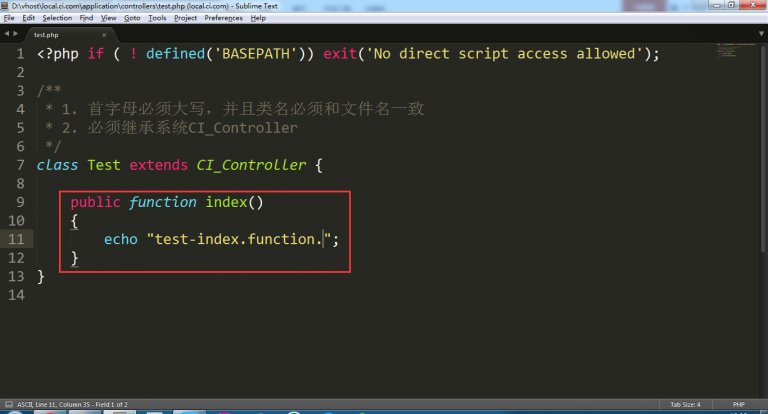 D:\vhost\local.ci.com\application\controllers\test.php (local.ci.com) - Sublime Text
File Edit Selection Find View Goto Tools Project Preferences Help
test.php ×
1 <?php if ( ! defined('BASEPATH')) exit('No direct script access allowed');
2
3 /**
4 * 1. 首字母必须大写，并且类名必须和文件名一致
5 * 2. 必须继承系统CI_Controller
6 */
7 class Test extends CI_Controller {
8
9 public function index()
10 {
11 echo "test-index.function.";
12 }
13 }
14
ASCII, Line 11, Column 35 - Field 1 of 2 Tab Size: 4 PHP